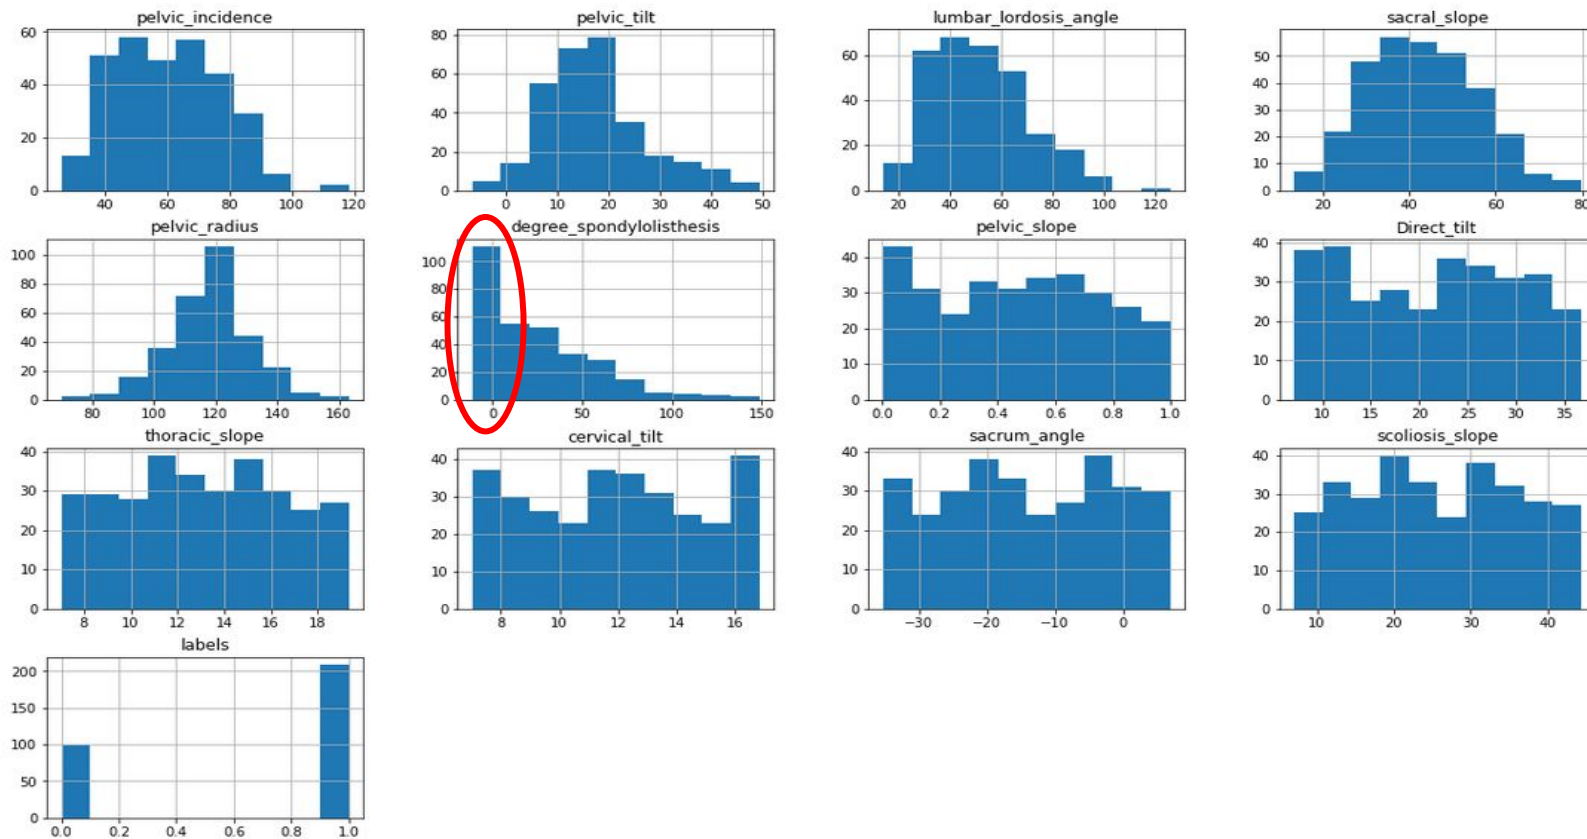 pelvic_incidence
60
40
20
0
40 60 80 100 120
pelvic_tilt
80
60
40
20
0
0 10 20 30 40 50
lumbar_lordosis_angle
60
40
20
0
20 40 60 80 100 120
sacral_slope
50
40
30
20
10
0
20 40 60 80
pelvic_radius
100
80
60
40
20
0
80 100 120 140 160
degree_spondylolisthesis
100
80
60
40
20
0
0 50 100 150
pelvic_slope
40
30
20
10
0
0.0 0.2 0.4 0.6 0.8 1.0
Direct_tilt
40
30
20
10
0
10 15 20 25 30 35
thoracic_slope
40
30
20
10
0
8 10 12 14 16 18
cervical_tilt
40
30
20
10
0
8 10 12 14 16
sacrum_angle
40
30
20
10
0
−30 −20 −10 0
scoliosis_slope
40
30
20
10
0
10 20 30 40
labels
200
150
100
50
0
0.0 0.2 0.4 0.6 0.8 1.0